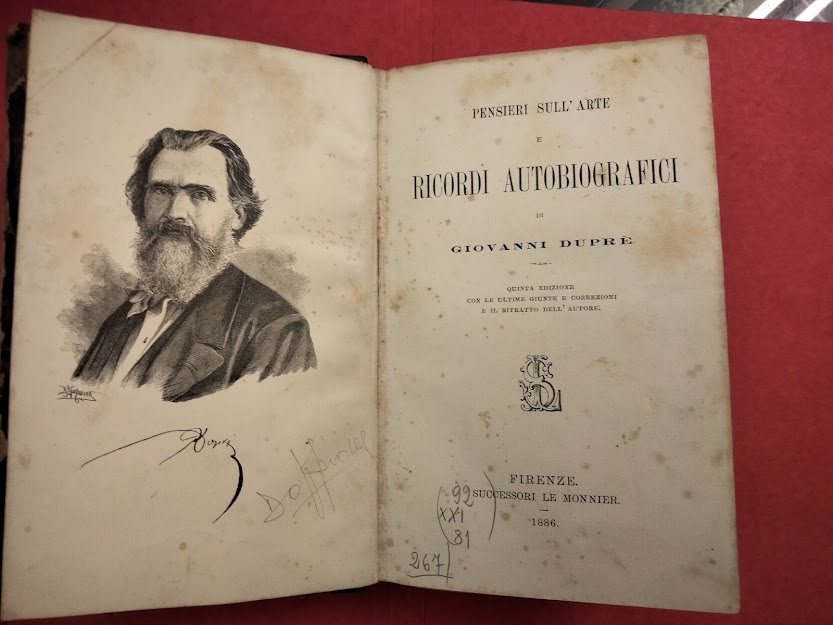 Dupré
PENSIERI SULL'ARTE
E
RICORDI AUTOBIOGRAFICI
DI
GIOVANNI DUPRÈ.
QUINTA EDIZIONE
CON LE ULTIME GIUNTE E CORREZIONI
E IL RITRATTO DELL'AUTORE.
FIRENZE.
SUCCESSORI LE MONNIER.
1886.
(92
XXI
81)
267